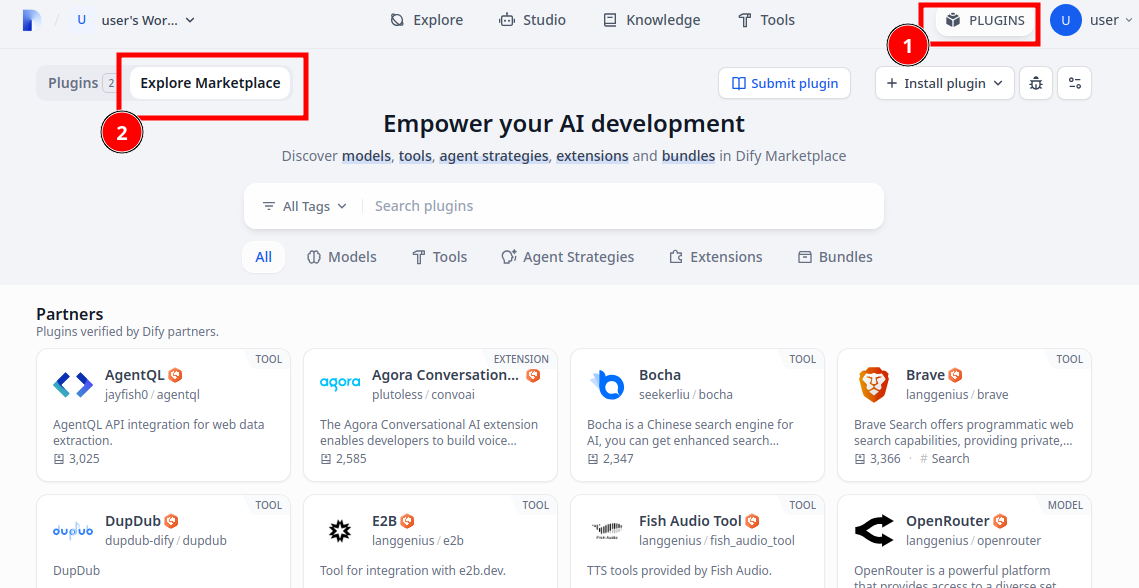 U user's Wor... Explore Studio Knowledge Tools PLUGINS U user
1
Plugins 2 Explore Marketplace Submit plugin + Install plugin
2
Empower your AI development
Discover models, tools, agent strategies, extensions and bundles in Dify Marketplace
All Tags Search plugins
All Models Tools Agent Strategies Extensions Bundles
Partners
Plugins verified by Dify partners.
TOOL
AgentQL
jayfish0 / agentql
AgentQL API integration for web data
extraction.
3,025
EXTENSION
agora Agora Conversation...
plutoless / convoai
The Agora Conversational AI extension
enables developers to build voice...
2,585
TOOL
Bocha
seekerliu / bocha
Bocha is a Chinese search engine for
AI, you can get enhanced search...
2,347
TOOL
Brave
langgenius / brave
Brave Search offers programmatic web
search capabilities, providing private,...
3,366 · # Search
TOOL
dupdub DupDub
dupdub-dify / dupdub
DupDub
TOOL
E2B
langgenius / e2b
Tool for integration with e2b.dev.
TOOL
Fish Audio Fish Audio Tool
langgenius / fish_audio_tool
TTS tools provided by Fish Audio.
MODEL
OpenRouter
langgenius / openrouter
OpenRouter is a powerful platform
that provides access to a diverse set